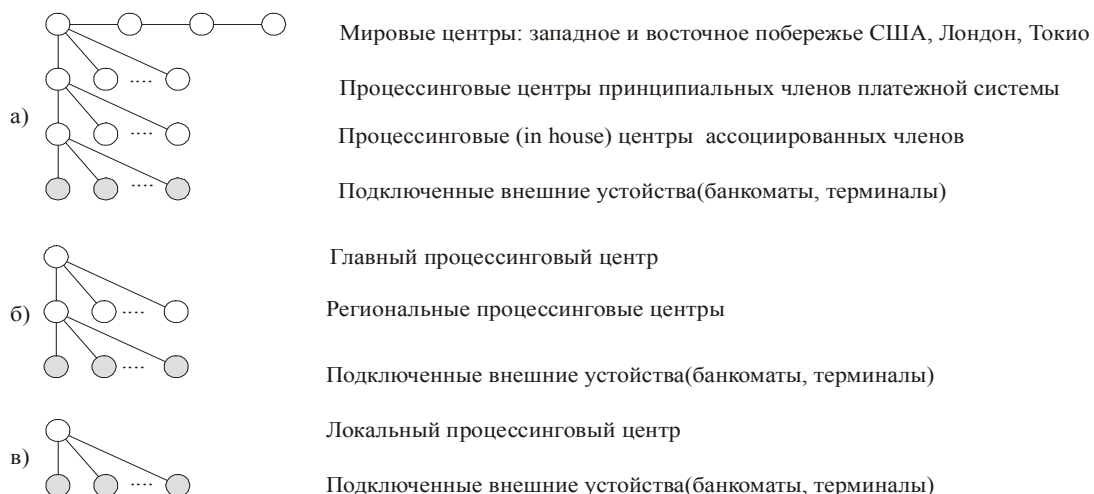 Мировые центры: западное и восточное побережье США, Лондон, Токио
....
Процессинговые центры принципиальных членов платежной системы
а)
....
Процессинговые (in house) центры ассоциированных членов
....
Подключенные внешние устойства(банкоматы, терминалы)
Главный процессинговый центр
б)
....
Региональные процессинговые центры
....
Подключенные внешние устойства(банкоматы, терминалы)
Локальный процессинговый центр
в)
....
Подключенные внешние устойства(банкоматы, терминалы)